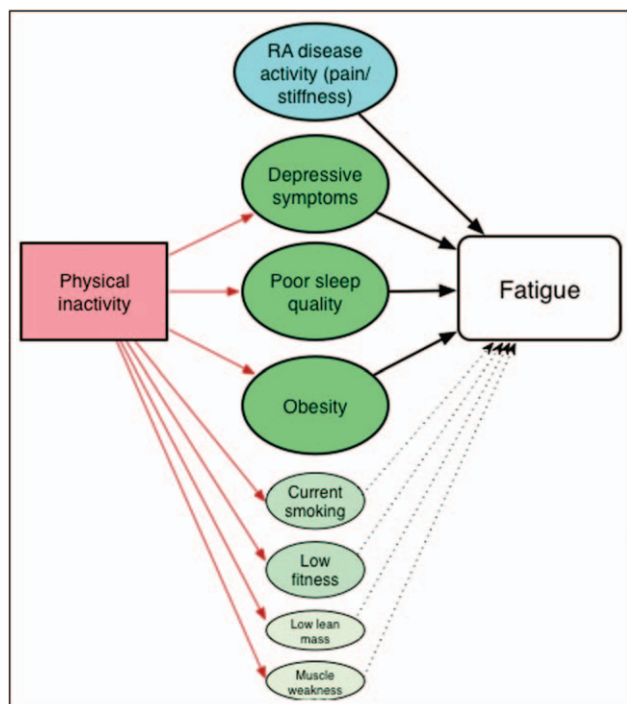 RA disease
activity (pain/
stiffness)
Depressive
symptoms
Physical
inactivity
Poor sleep
quality
Fatigue
Obesity
Current
smoking
Low
fitness
Low lean
mass
Muscle
weakness